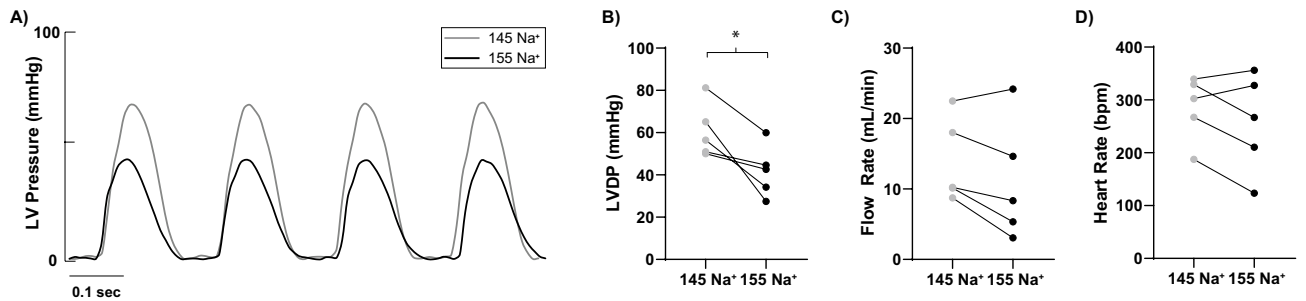 A)
100
LV Pressure (mmHg)
0
0.1 sec
145 Na⁺
155 Na⁺
B)
*
LVDP (mmHg)
100
80
60
40
20
0
145 Na⁺ 155 Na⁺
C)
Flow Rate (mL/min)
30
20
10
0
145 Na⁺ 155 Na⁺
D)
Heart Rate (bpm)
400
300
200
100
0
145 Na⁺ 155 Na⁺